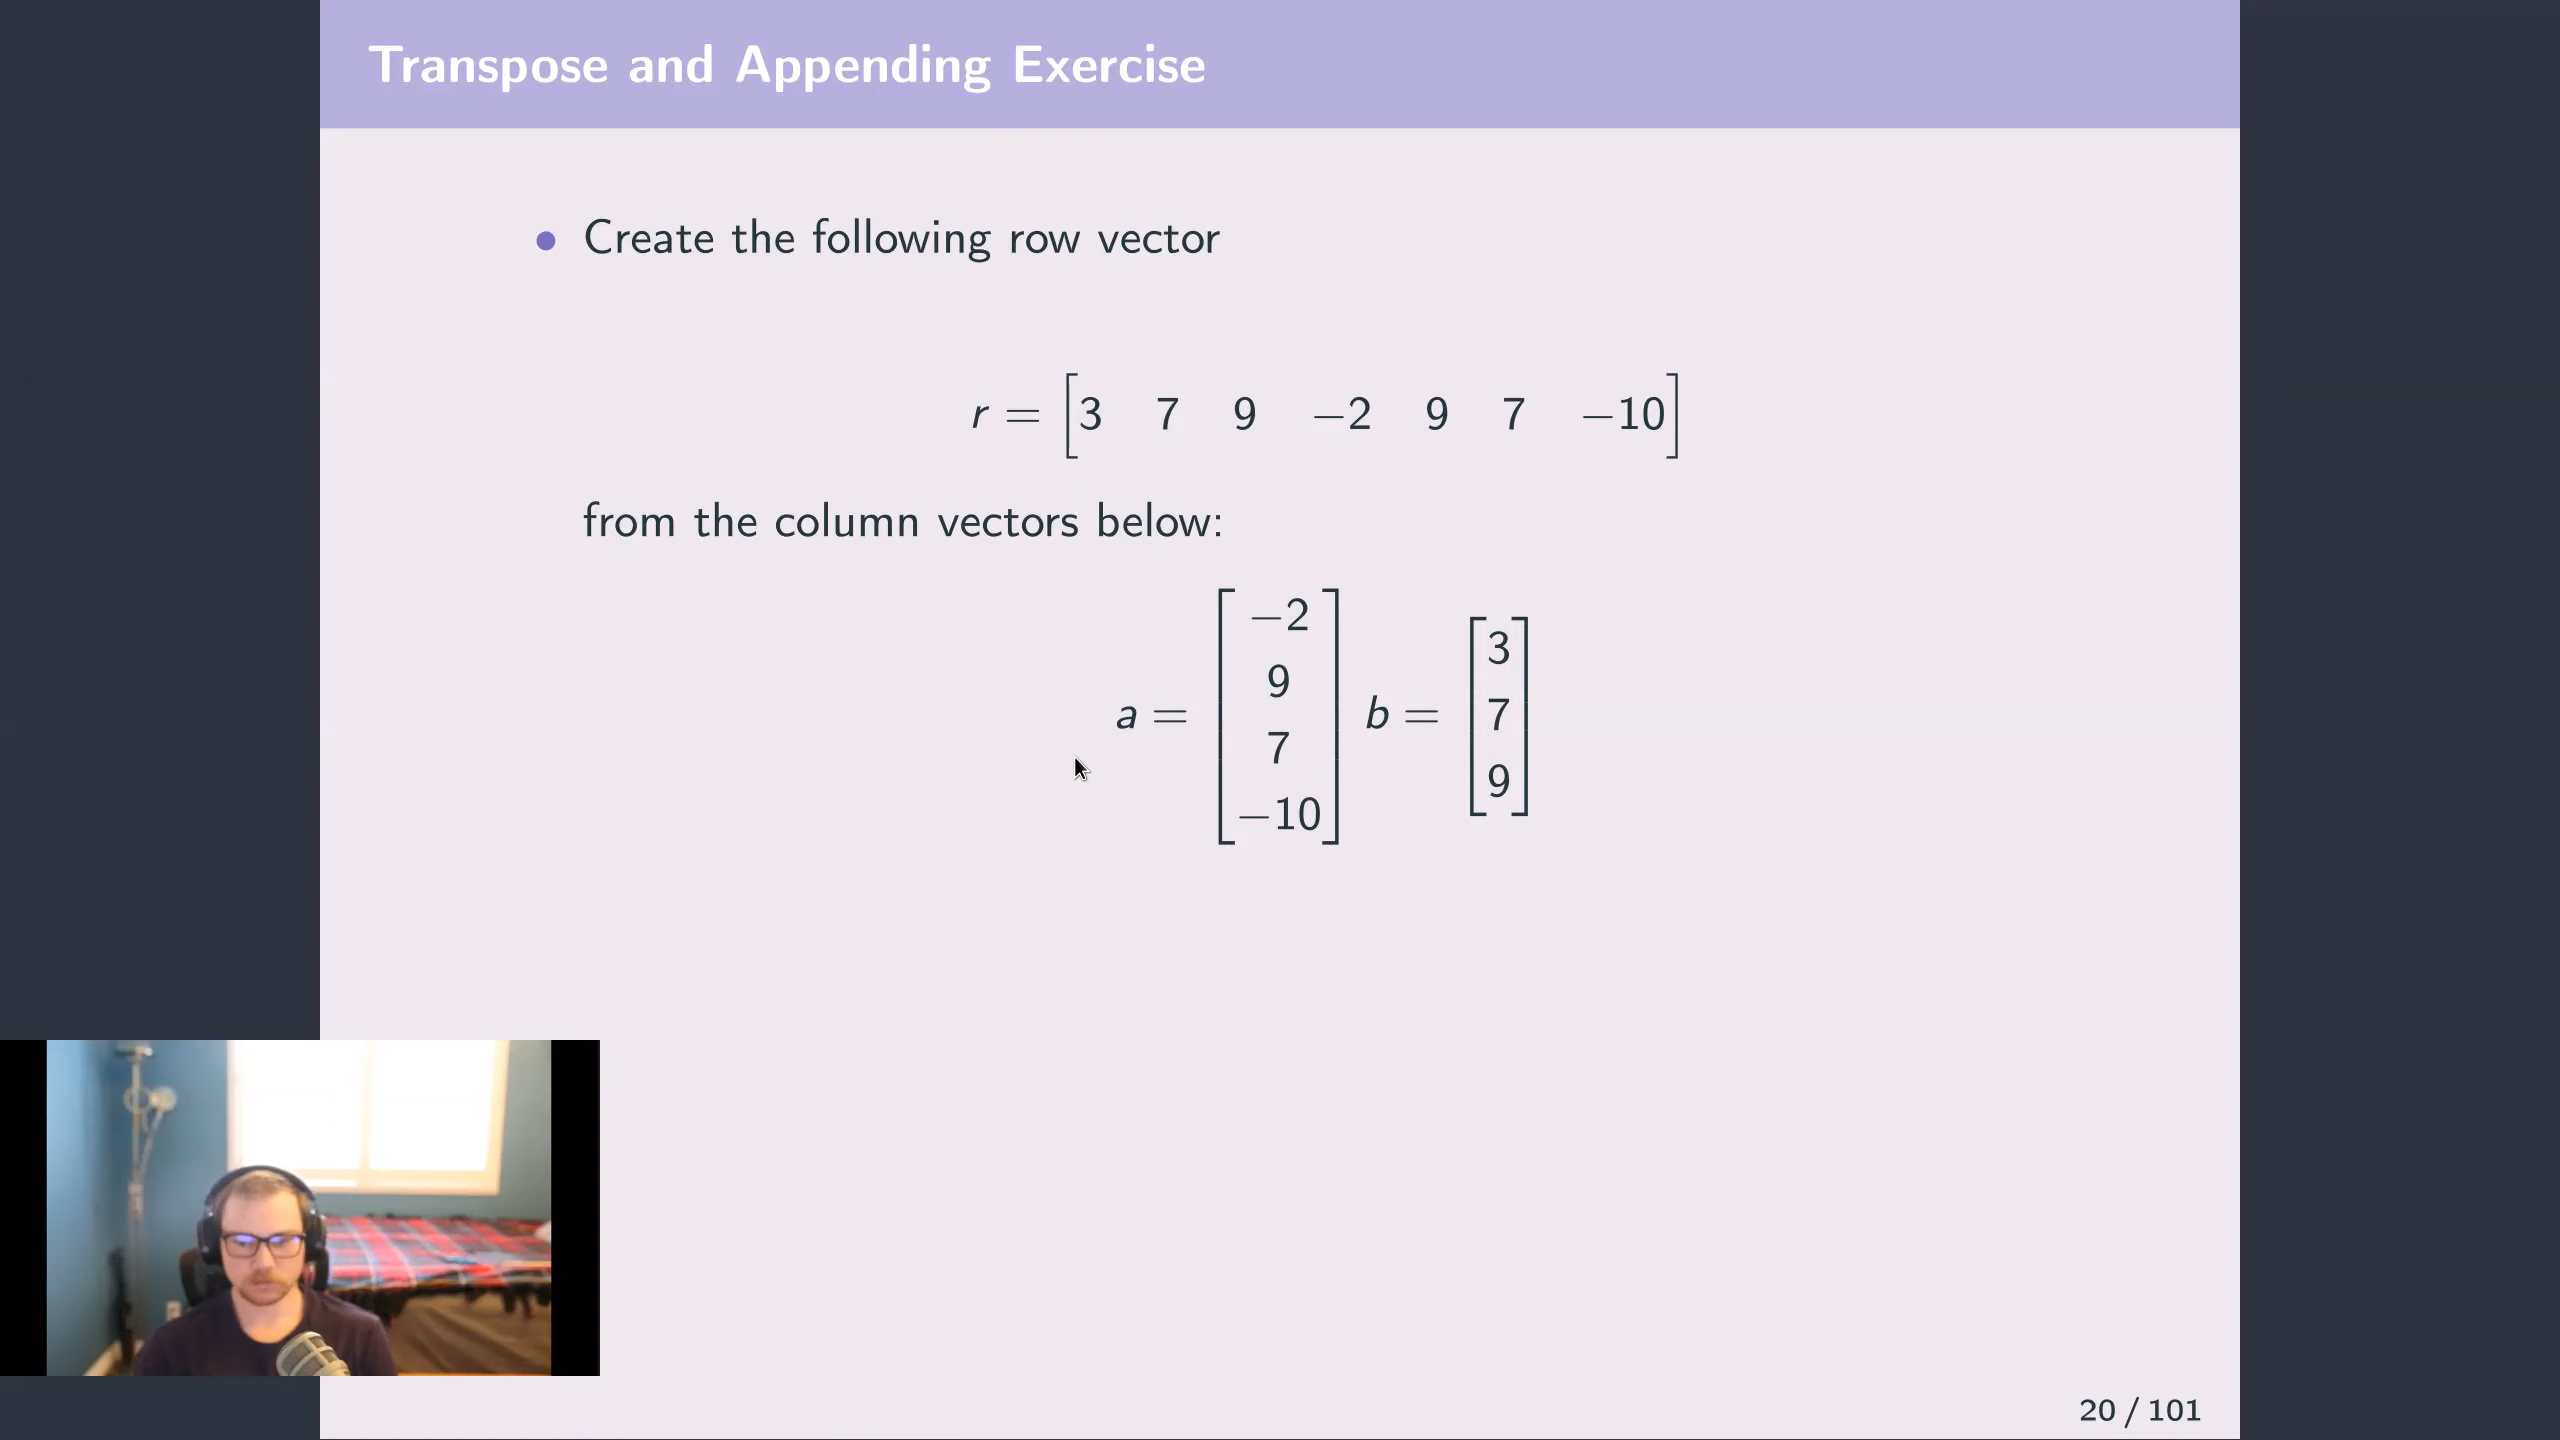 Transpose and Appending Exercise
• Create the following row vector
r = [3 7 9 −2 9 7 −10]
from the column vectors below:
a = [−2 9 7 −10] b = [3 7 9]
20 / 101